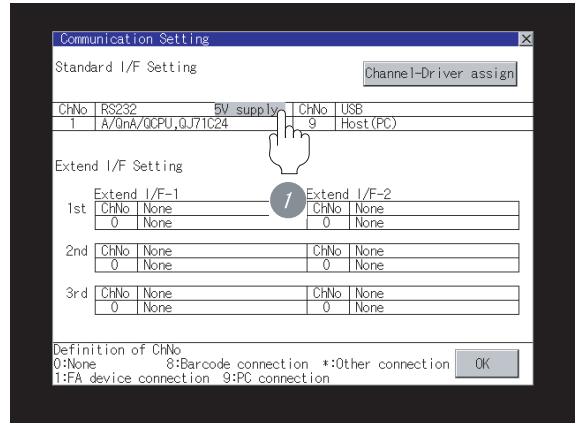 Communication Setting ×
Standard I/F Setting
Channel-Driver assign
ChNo RS232 5V supply ChNo USB
1 A/QnA/QCPU,QJ71C24 9 Host(PC)
Extend I/F Setting
1
Extend I/F-1 Extend I/F-2
1st ChNo None ChNo None
0 None 0 None
2nd ChNo None ChNo None
0 None 0 None
3rd ChNo None ChNo None
0 None 0 None
Definition of ChNo
0:None 8:Barcode connection *:Other connection OK
1:FA device connection 9:PC connection